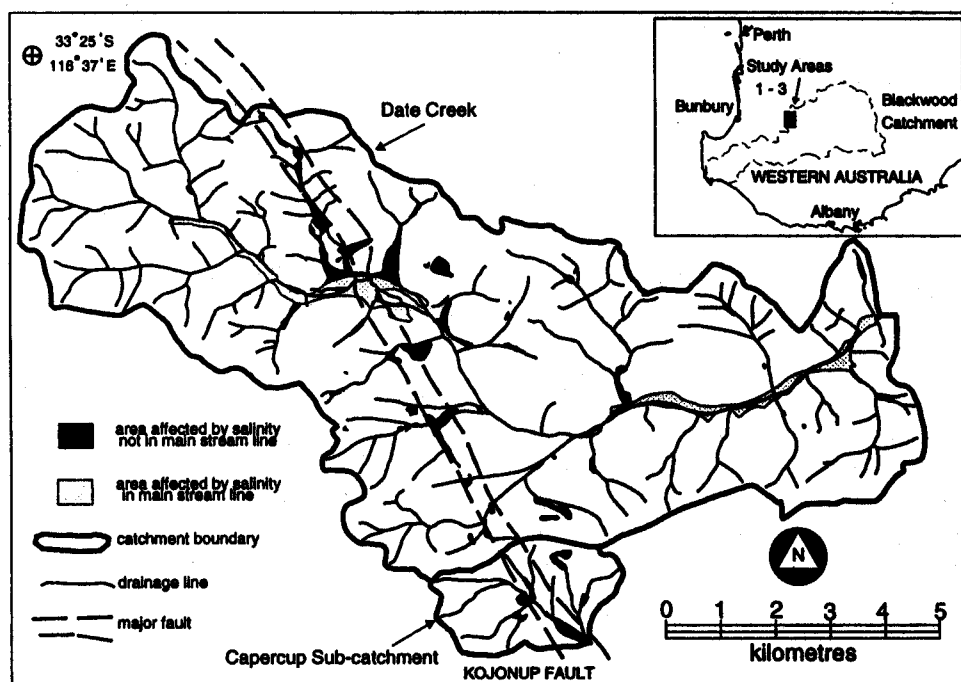 33°25'S
116°37'E
Date Creek
Perth
Study Areas
1 - 3
Bunbury
Blackwood
Catchment
WESTERN AUSTRALIA
Albany
area affected by salinity
not in main stream line
area affected by salinity
in main stream line
catchment boundary
drainage line
major fault
Capercup Sub-catchment
KOJONUP FAULT
N
0 1 2 3 4 5
kilometres